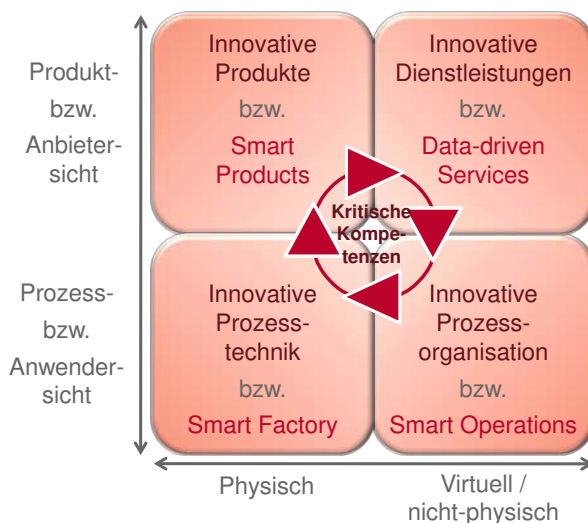 Produkt-
bzw.
Anbieter-
sicht
Innovative
Produkte
bzw.
Smart
Products
Innovative
Dienstleistungen
bzw.
Data-driven
Services
Kritische
Kompe-
tenzen
Prozess-
bzw.
Anwender-
sicht
Innovative
Prozess-
technik
bzw.
Smart Factory
Innovative
Prozess-
organisation
bzw.
Smart Operations
Physisch
Virtuell /
nicht-physisch